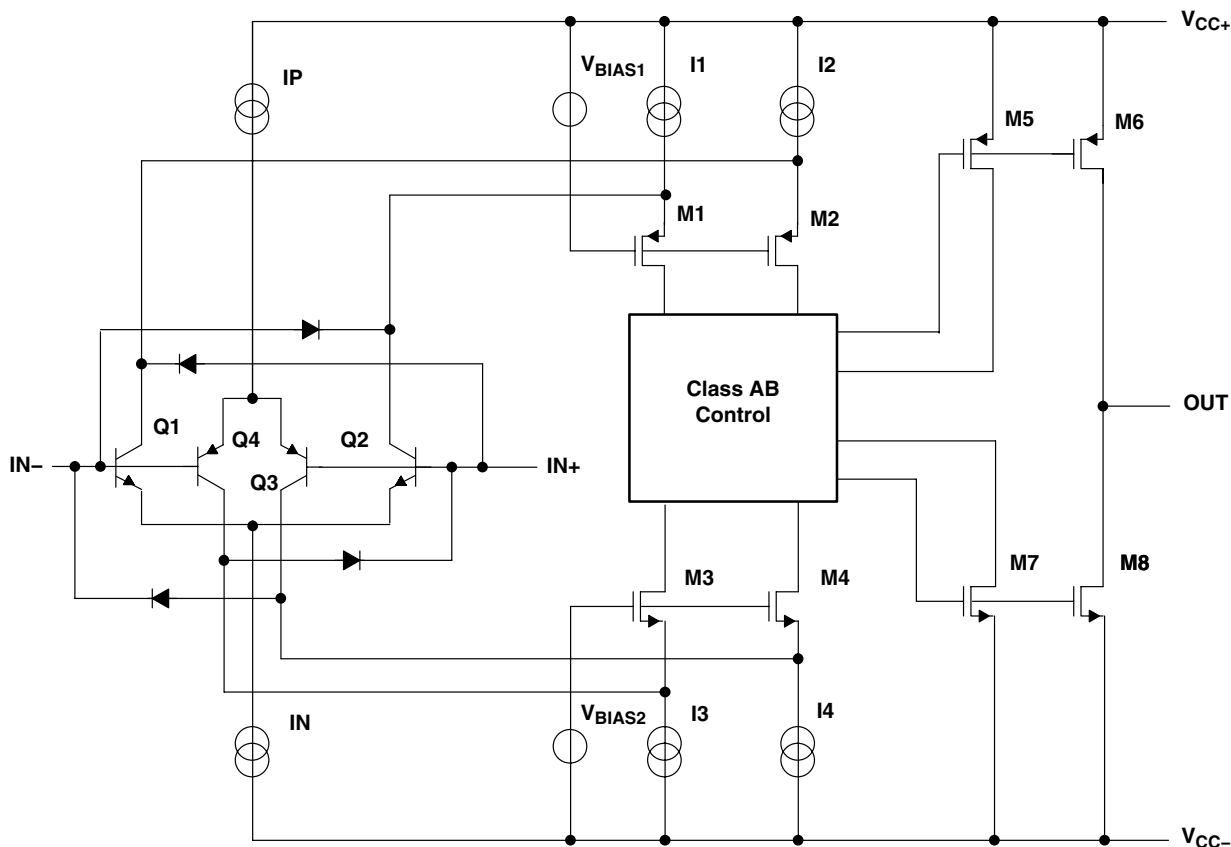 VCC+
IP
VBIAS1
I1
I2
M5
M6
M1
M2
Class AB
Control
OUT
Q1
Q4
Q2
IN−
Q3
IN+
M3
M4
M7
M8
IN
VBIAS2
I3
I4
VCC−